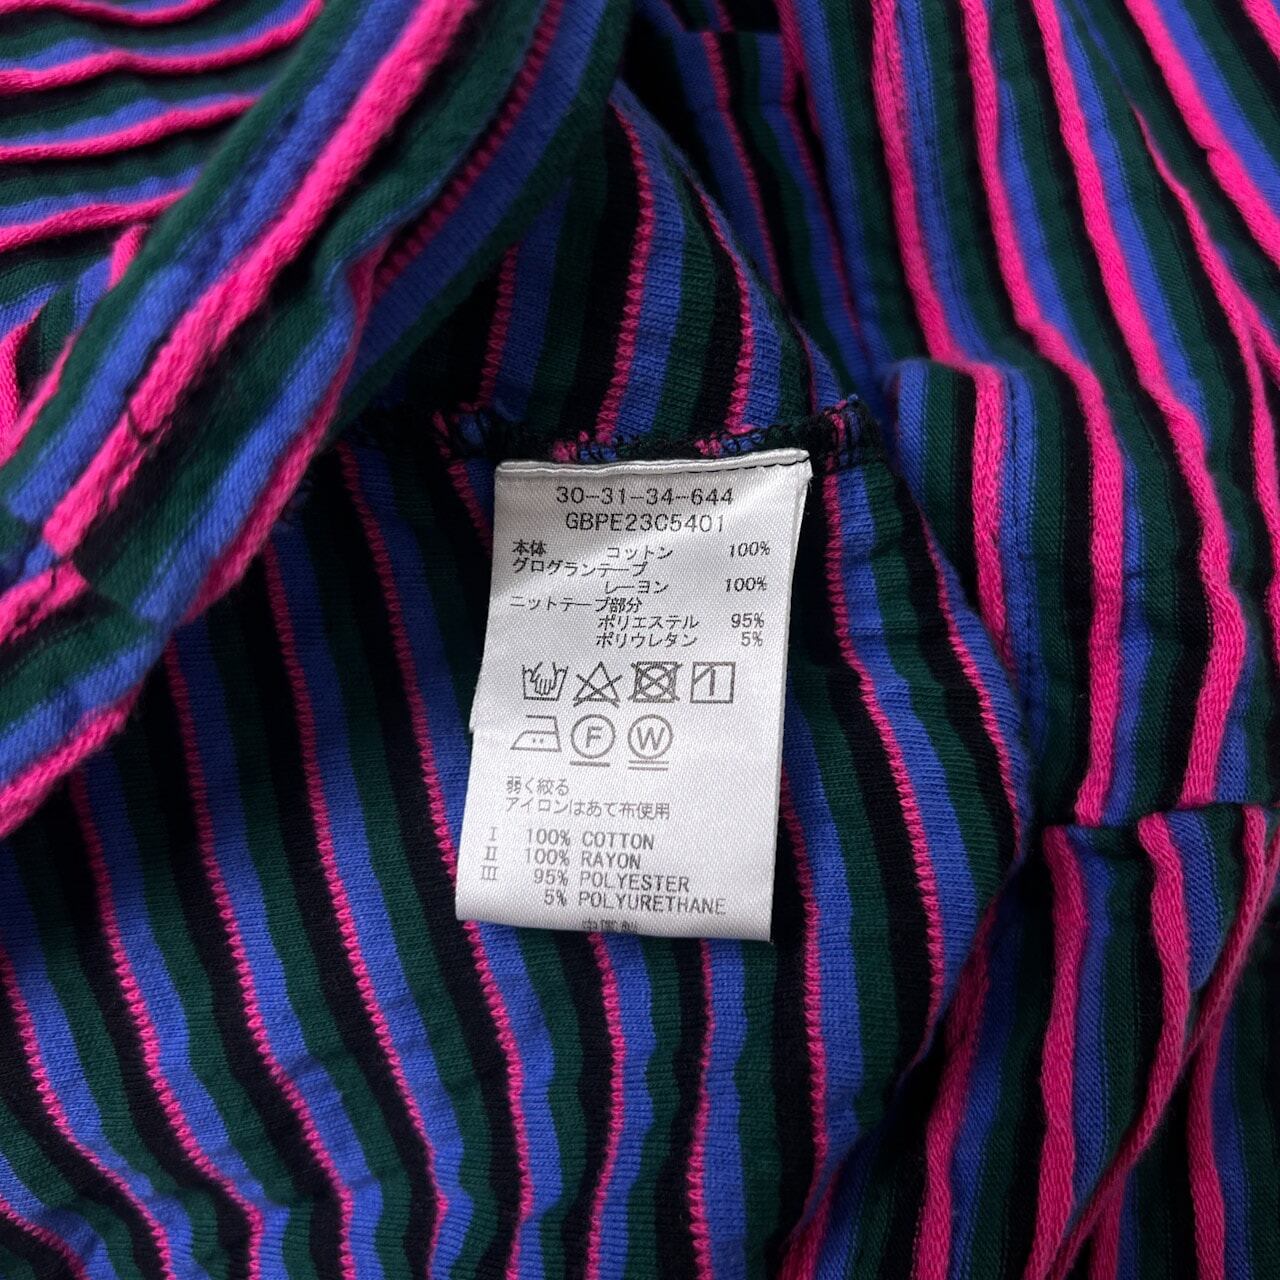 30-31-34-644
GBPE23C5401
本体 コットン 100%
グログランテープ
レーヨン 100%
ニットテープ部分
ポリエステル 95%
ポリウレタン 5%
F W
弱く絞る
アイロンはあて布使用
I 100% COTTON
II 100% RAYON
III 95% POLYESTER
5% POLYURETHANE
中国製